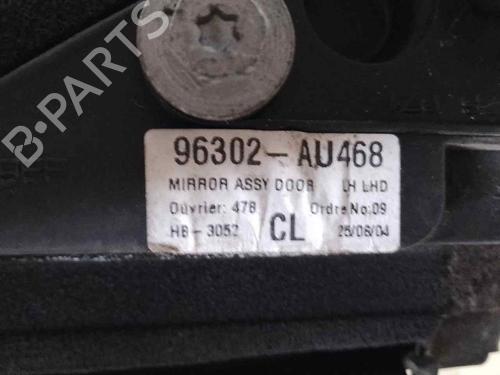 96302-AU468
MIRROR ASSY DOOR LH LHD
Ouvrier: 478 Ordre No:09
HB-3052 CL 25/06/04
B-PARTS